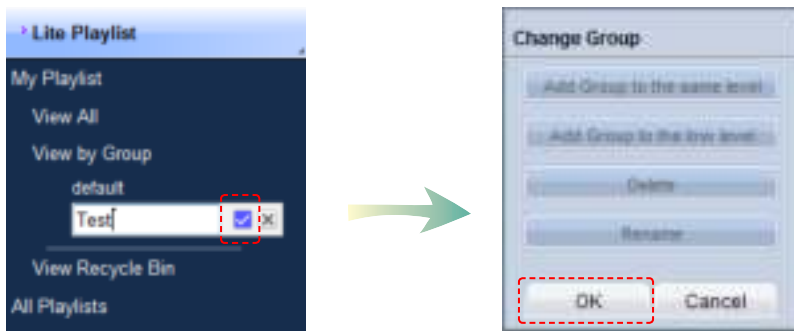 Lite Playlist
My Playlist
View All
View by Group
default
Test
View Recycle Bin
All Playlists
Change Group
Add Group to the same level
Add Group to the low level
Delete
Rename
OK
Cancel